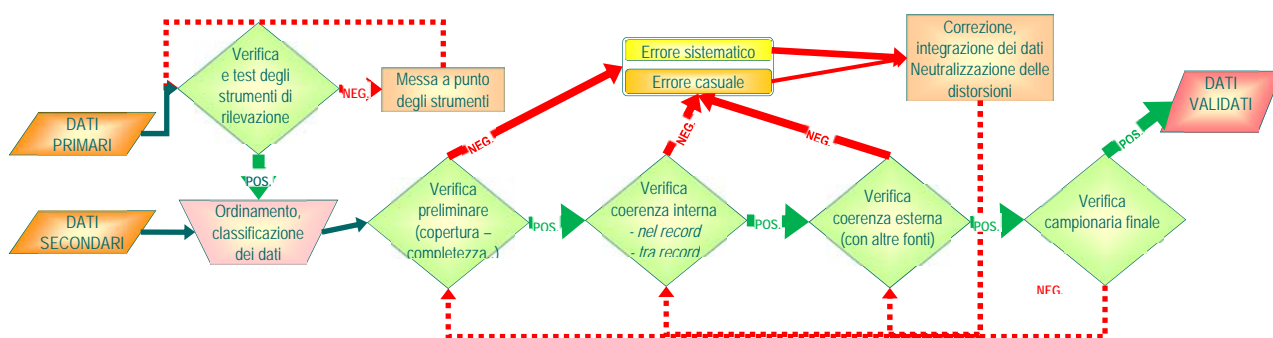 DATI
PRIMARI
Verifica
e test degli
strumenti di
rilevazione
NEG.
Messa a punto
degli strumenti
POS.
DATI
SECONDARI
Ordinamento,
classificazione
dei dati
Verifica
preliminare
(copertura –
completezza..)
NEG.
POS.
Errore sistematico
Errore casuale
Verifica
coerenza interna
- nel record
- tra record
NEG.
POS.
Verifica
coerenza esterna
(con altre fonti)
NEG.
POS.
Correzione,
integrazione dei dati
Neutralizzazione delle
distorsioni
Verifica
campionaria finale
NEG.
POS.
DATI
VALIDATI